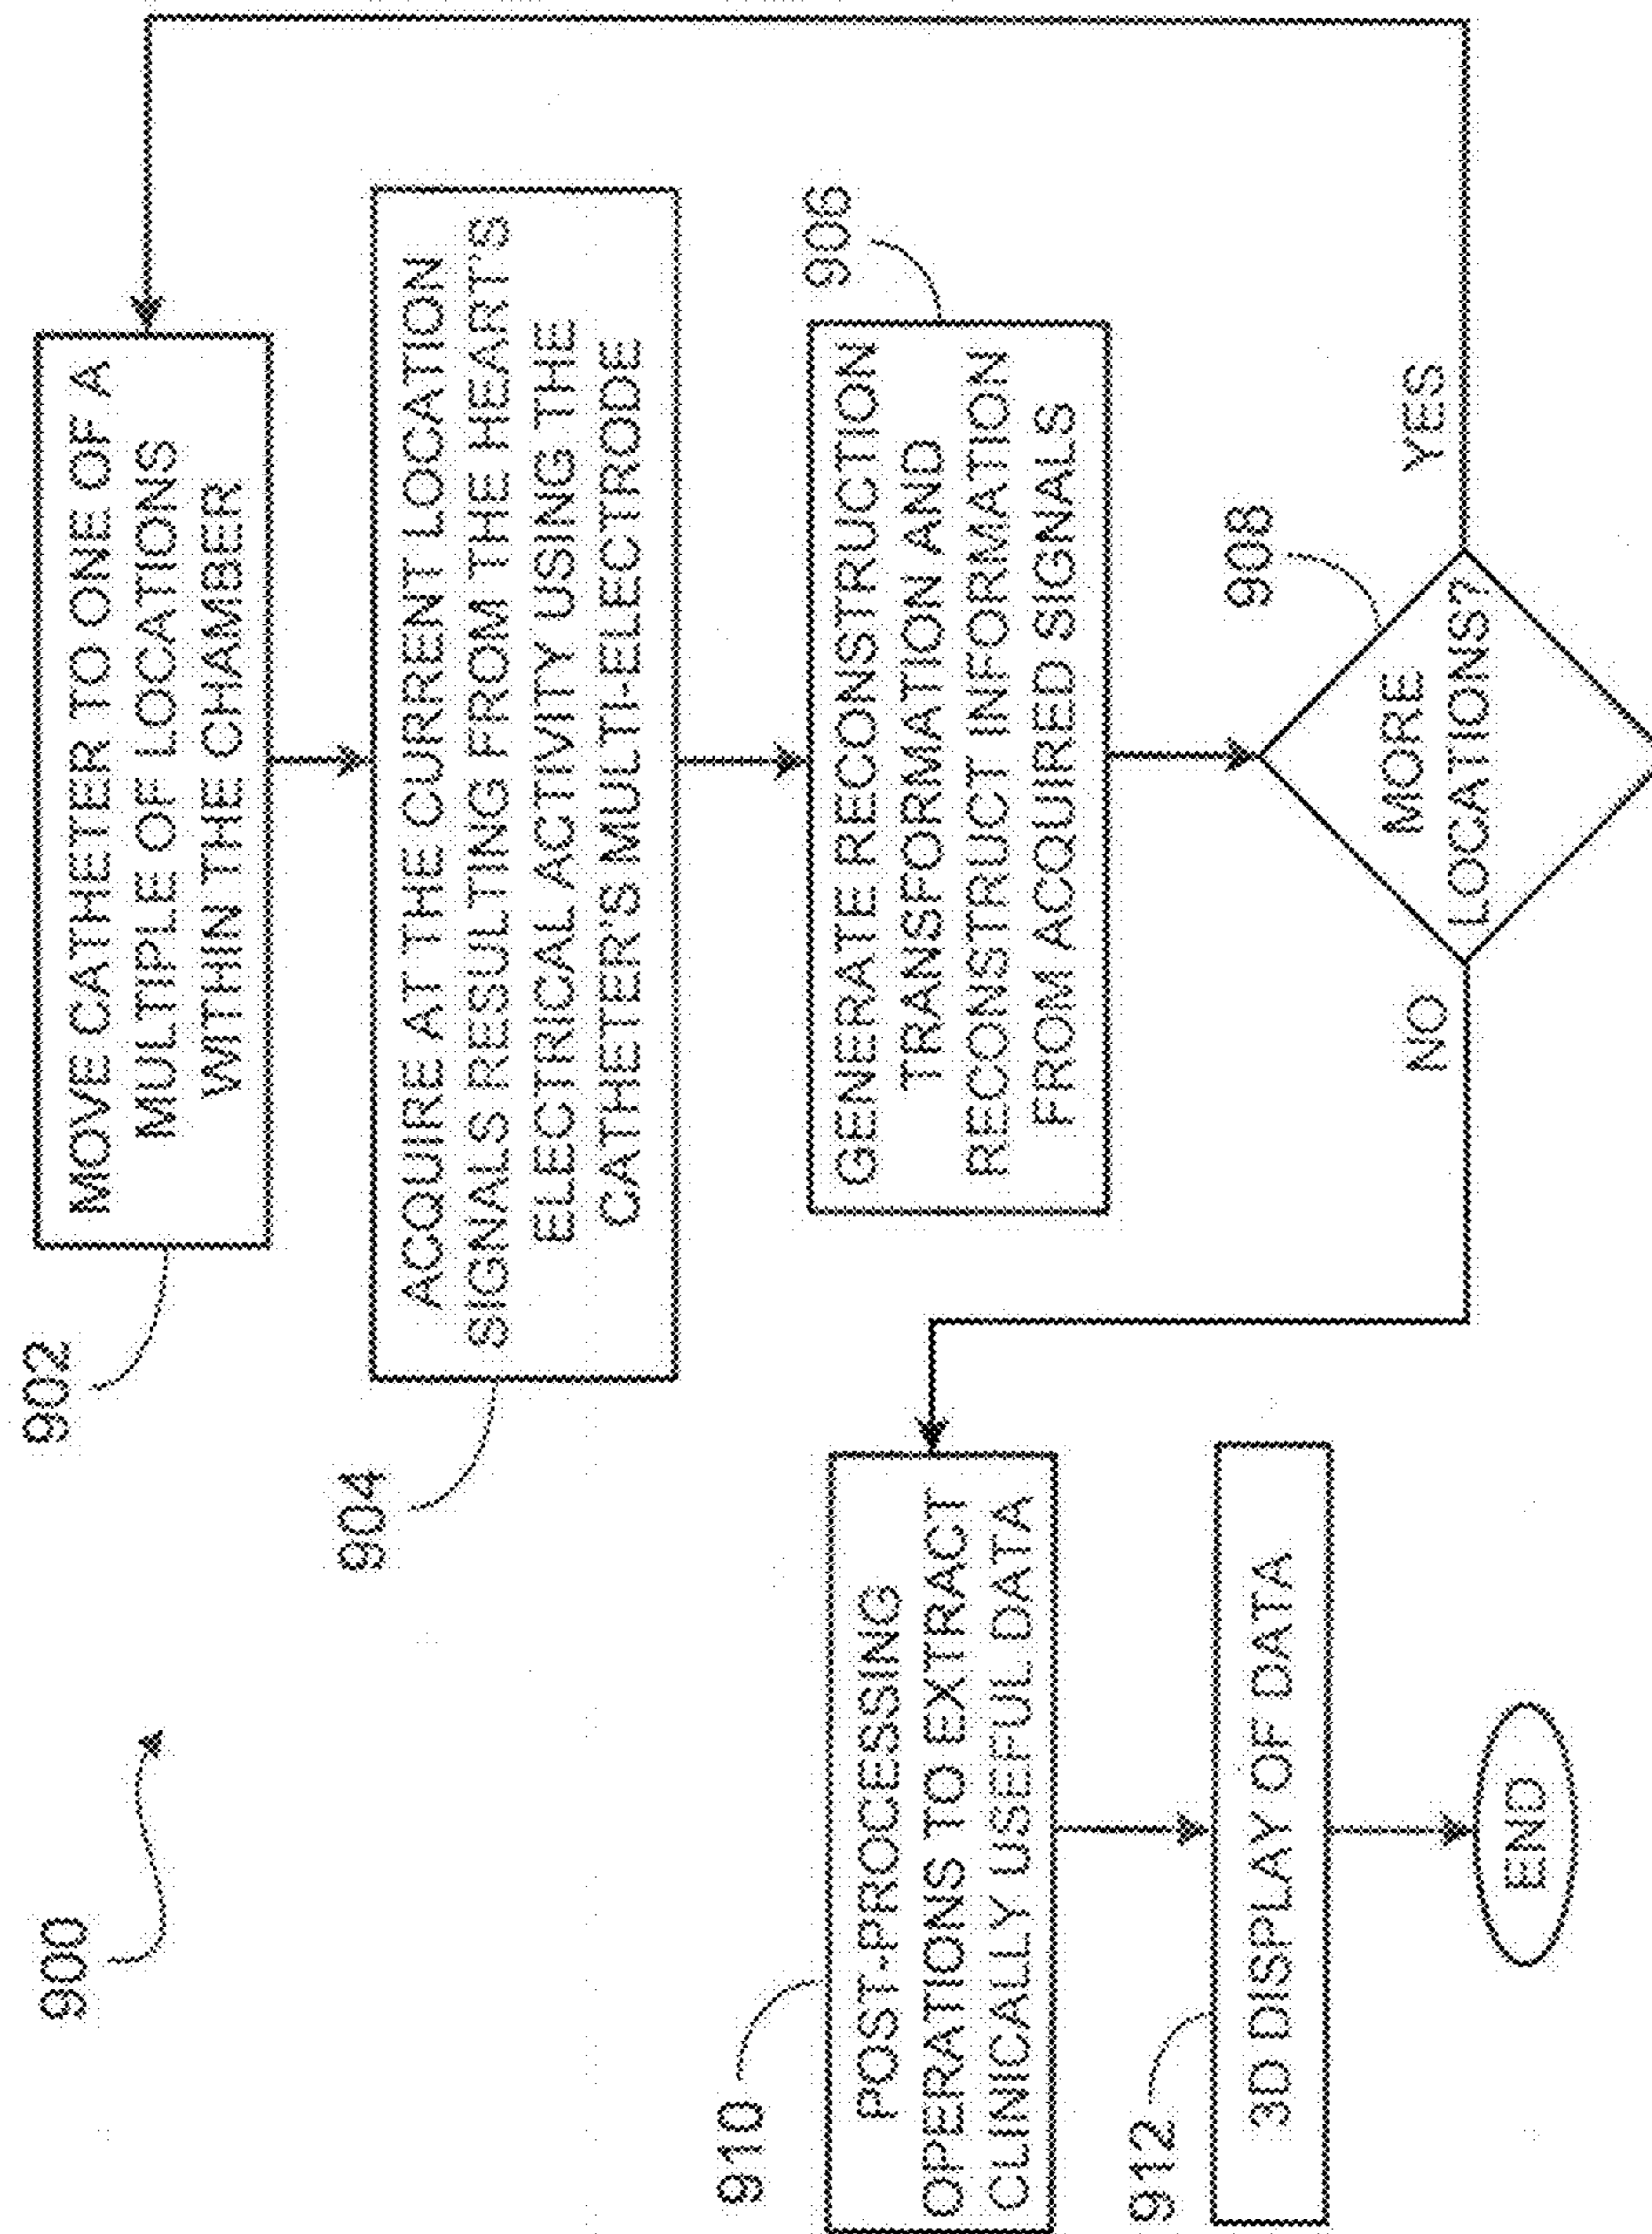 900
902
MOVE CATHETER TO ONE OF A
MULTIPLE OF LOCATIONS
WITHIN THE CHAMBER
904
ACQUIRE AT THE CURRENT LOCATION
SIGNALS RESULTING FROM THE HEART'S
ELECTRICAL ACTIVITY USING THE
CATHETER'S MULTI-ELECTRODE
906
GENERATE RECONSTRUCTION
TRANSFORMATION AND
RECONSTRUCT INFORMATION
FROM ACQUIRED SIGNALS
908
MORE
LOCATIONS?
YES
NO
910
POST-PROCESSING
OPERATIONS TO EXTRACT
CLINICALLY USEFUL DATA
912
3D DISPLAY OF DATA
END